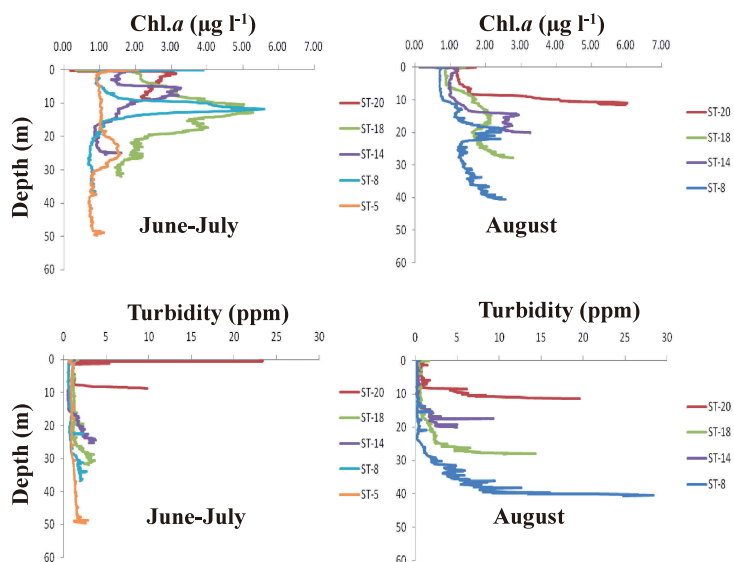 Chl.a (µg l-1)
0.00 1.00 2.00 3.00 4.00 5.00 6.00 7.00
0
10
20
30
40
50
60
Depth (m)
ST-20
ST-18
ST-14
ST-8
ST-5
June-July
Chl.a (µg l-1)
0.00 1.00 2.00 3.00 4.00 5.00 6.00 7.00
0
10
20
30
40
50
60
ST-20
ST-18
ST-14
ST-8
August
Turbidity (ppm)
0 5 10 15 20 25 30
0
10
20
30
40
50
60
Depth (m)
ST-20
ST-18
ST-14
ST-8
ST-5
June-July
Turbidity (ppm)
0 5 10 15 20 25 30
0
10
20
30
40
50
60
ST-20
ST-18
ST-14
ST-8
August